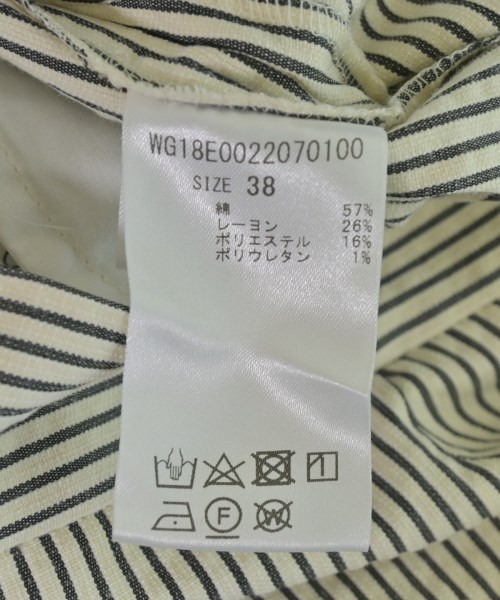 WG18E0022070100
SIZE 38
綿 57%
レーヨン 26%
ポリエステル 16%
ポリウレタン 1%
F W